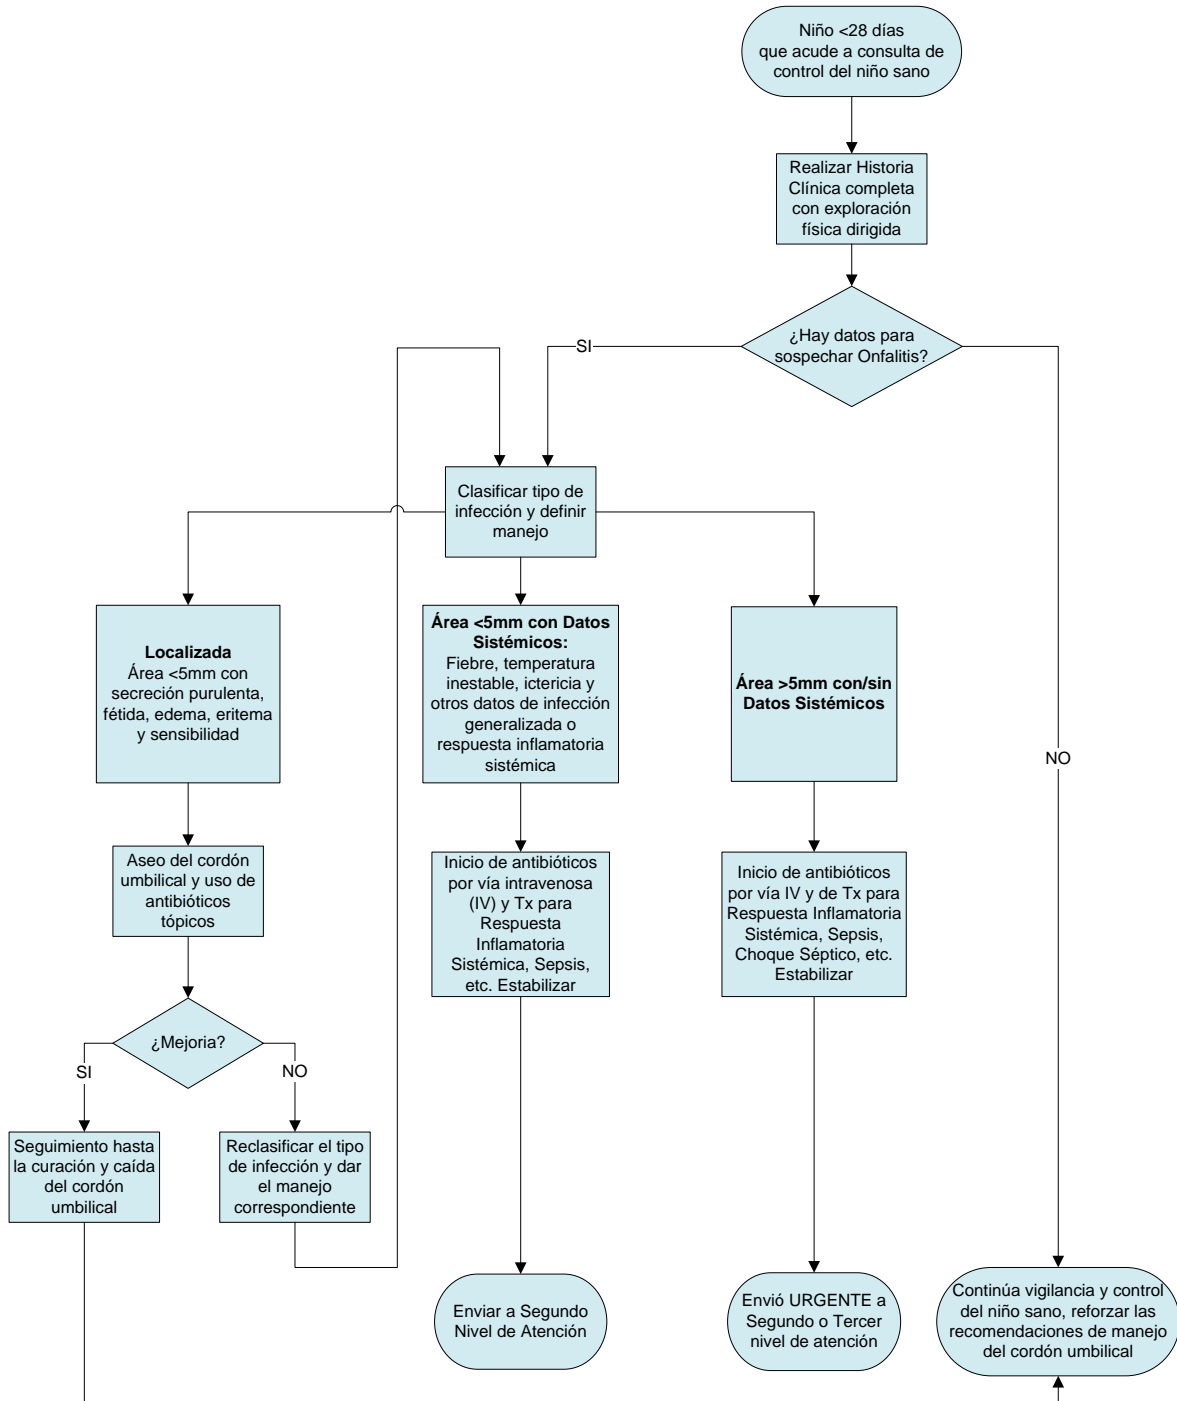 Niño <28 días
que acude a consulta de
control del niño sano
Realizar Historia
Clínica completa
con exploración
física dirigida
¿Hay datos para
sospechar Onfalitis?
SI
NO
Clasificar tipo de
infección y definir
manejo
Localizada
Área <5mm con
secreción purulenta,
fétida, edema, eritema
y sensibilidad
Área <5mm con Datos
Sistémicos:
Fiebre, temperatura
inestable, ictericia y
otros datos de infección
generalizada o
respuesta inflamatoria
sistémica
Área >5mm con/sin
Datos Sistémicos
Aseo del cordón
umbilical y uso de
antibióticos
tópicos
Inicio de antibióticos
por vía intravenosa
(IV) y Tx para
Respuesta
Inflamatoria
Sistémica, Sepsis,
etc. Estabilizar
Inicio de antibióticos
por vía IV y de Tx para
Respuesta Inflamatoria
Sistémica, Sepsis,
Choque Séptico, etc.
Estabilizar
¿Mejoria?
SI
NO
Seguimiento hasta
la curación y caída
del cordón
umbilical
Reclasificar el tipo
de infección y dar
el manejo
correspondiente
Enviar a Segundo
Nivel de Atención
Envió URGENTE a
Segundo o Tercer
nivel de atención
Continúa vigilancia y control
del niño sano, reforzar las
recomendaciones de manejo
del cordón umbilical